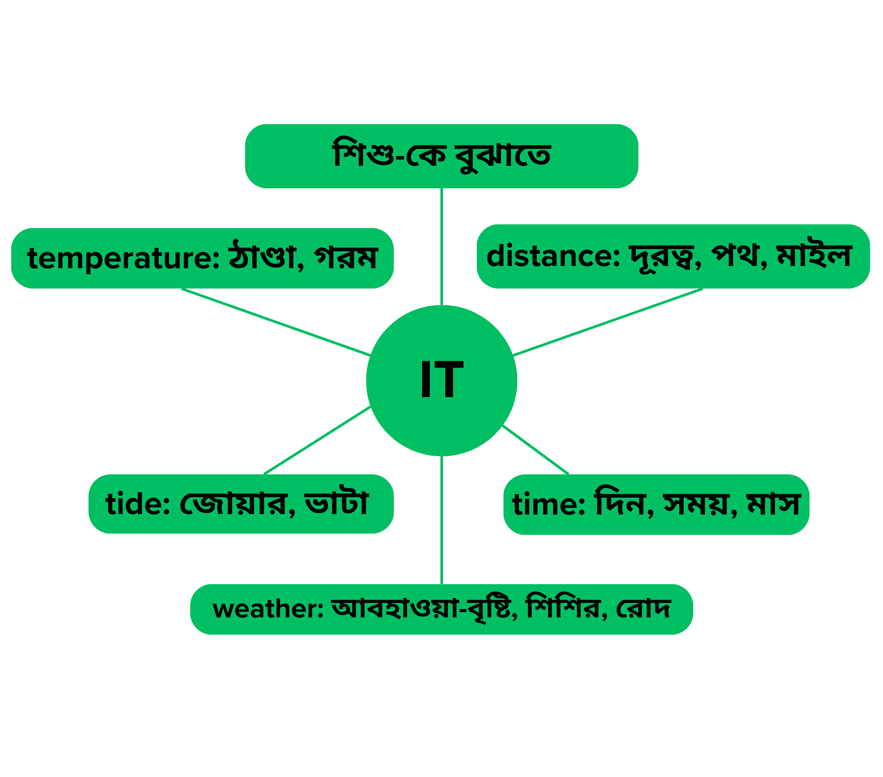 শিশু-কে বুঝাতে
temperature: ঠাণ্ডা, গরম
distance: দূরত্ব, পথ, মাইল
IT
tide: জোয়ার, ভাটা
time: দিন, সময়, মাস
weather: আবহাওয়া-বৃষ্টি, শিশির, রোদ